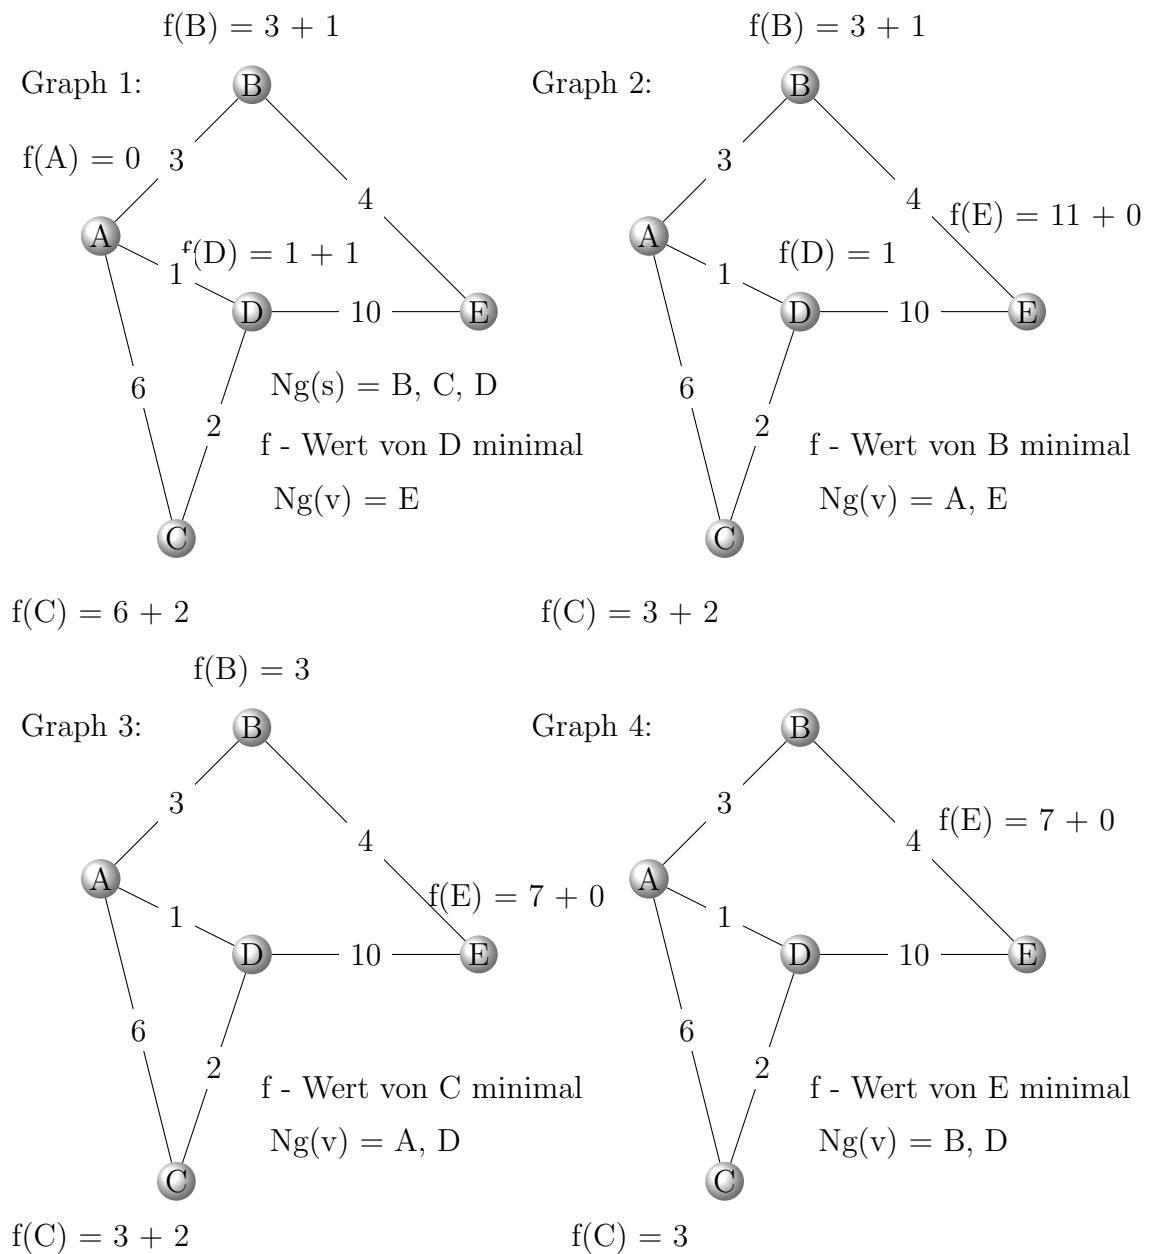 f(B) = 3 + 1
Graph 1:
B
f(A) = 0
3
4
A
f(D) = 1 + 1
1
D
10
E
6
Ng(s) = B, C, D
2
f - Wert von D minimal
Ng(v) = E
C
f(C) = 6 + 2
f(B) = 3 + 1
Graph 2:
B
3
4
f(E) = 11 + 0
A
f(D) = 1
1
D
10
E
6
2
f - Wert von B minimal
Ng(v) = A, E
C
f(C) = 3 + 2
f(B) = 3
Graph 3:
B
3
4
A
f(E) = 7 + 0
1
D
10
E
6
2
f - Wert von C minimal
Ng(v) = A, D
C
f(C) = 3 + 2
Graph 4:
B
3
f(E) = 7 + 0
4
A
1
D
10
E
6
2
f - Wert von E minimal
Ng(v) = B, D
C
f(C) = 3